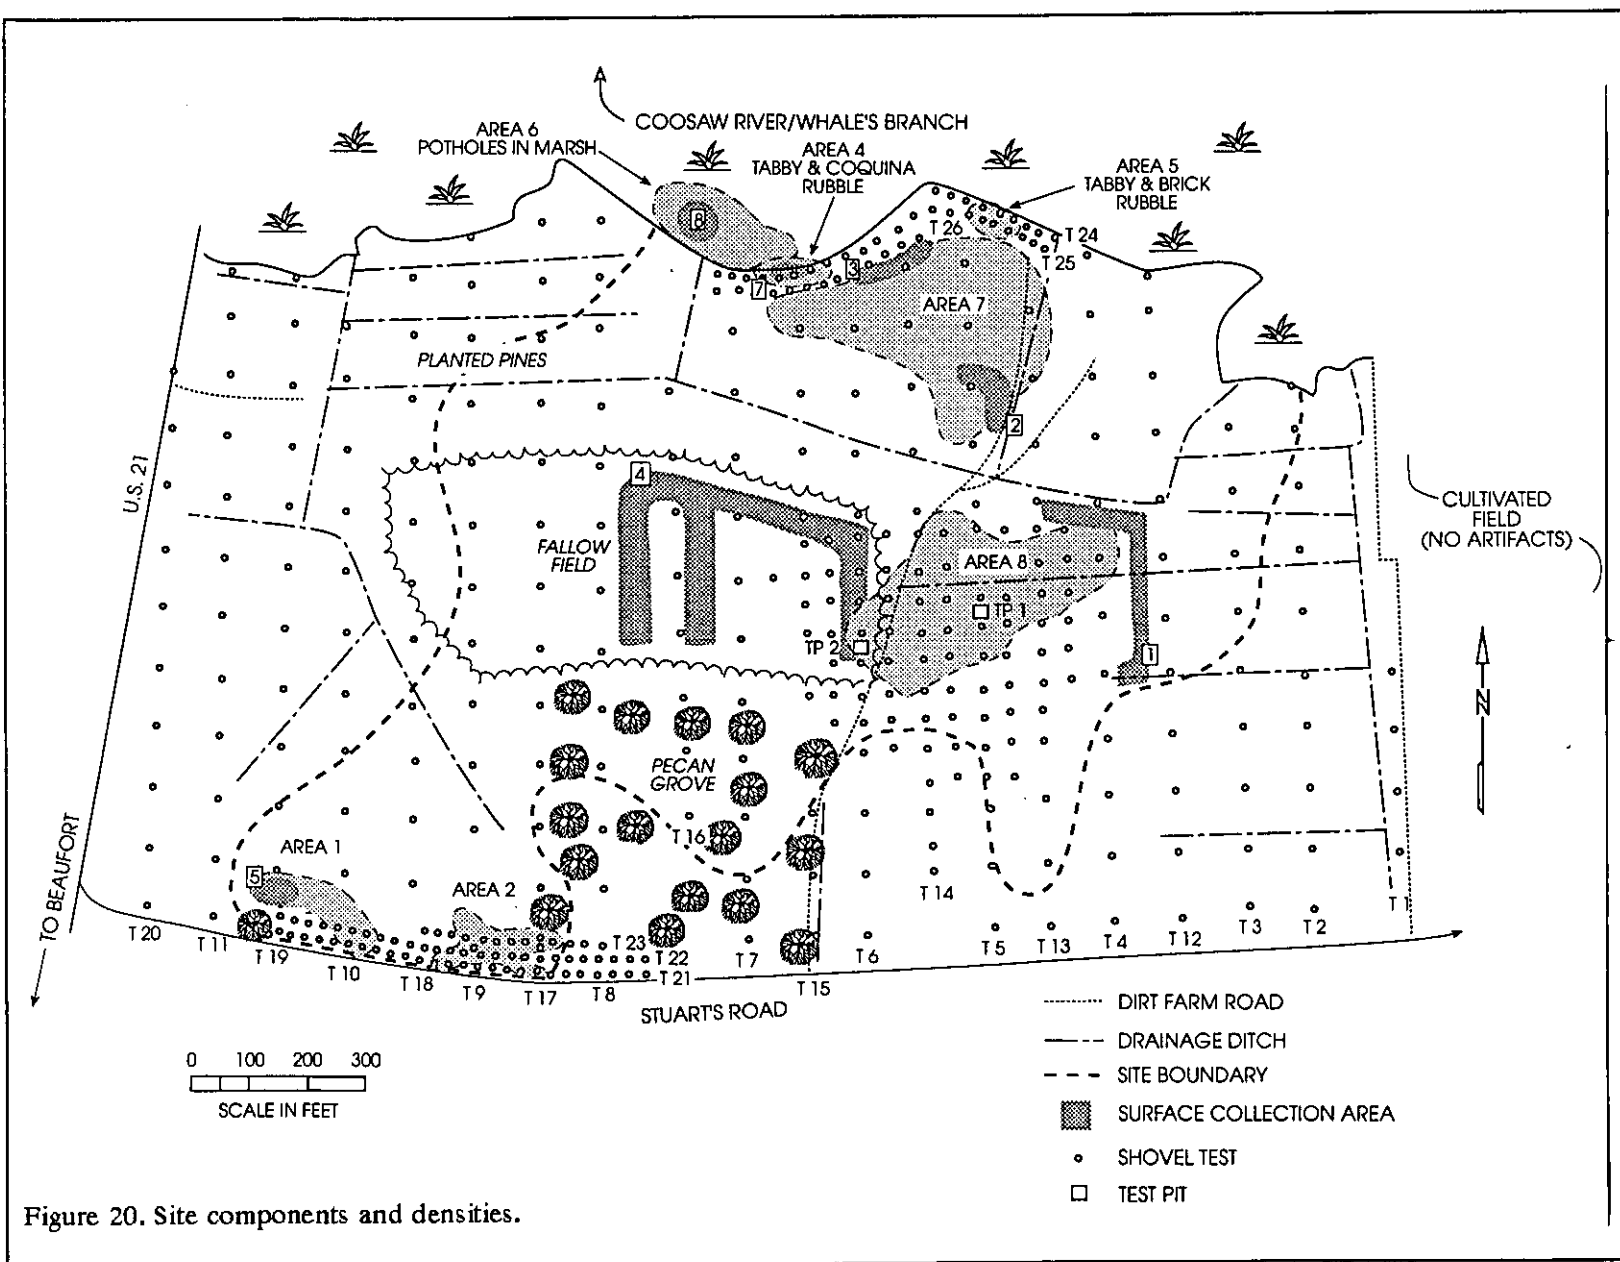 COOSAW RIVER/WHALE'S BRANCH
AREA 6
POTHOLES IN MARSH
AREA 4
TABBY & COQUINA
RUBBLE
AREA 5
TABBY & BRICK
RUBBLE
8
T 26
T 24
T 25
3
7
AREA 7
PLANTED PINES
2
U.S. 21
4
CULTIVATED
FIELD
(NO ARTIFACTS)
FALLOW
FIELD
AREA 8
TP 1
TP 2
1
N
PECAN
GROVE
T 16
AREA 1
5
AREA 2
T 14
TO BEAUFORT
T 20
T 11
T 19
T 10
T 18
T 9
T 17
T 8
T 23
T 22
T 21
T 7
T 15
T 6
T 5
T 13
T 4
T 12
T 3
T 2
T 1
STUART'S ROAD
0 100 200 300
SCALE IN FEET
DIRT FARM ROAD
DRAINAGE DITCH
SITE BOUNDARY
SURFACE COLLECTION AREA
SHOVEL TEST
TEST PIT
Figure 20. Site components and densities.